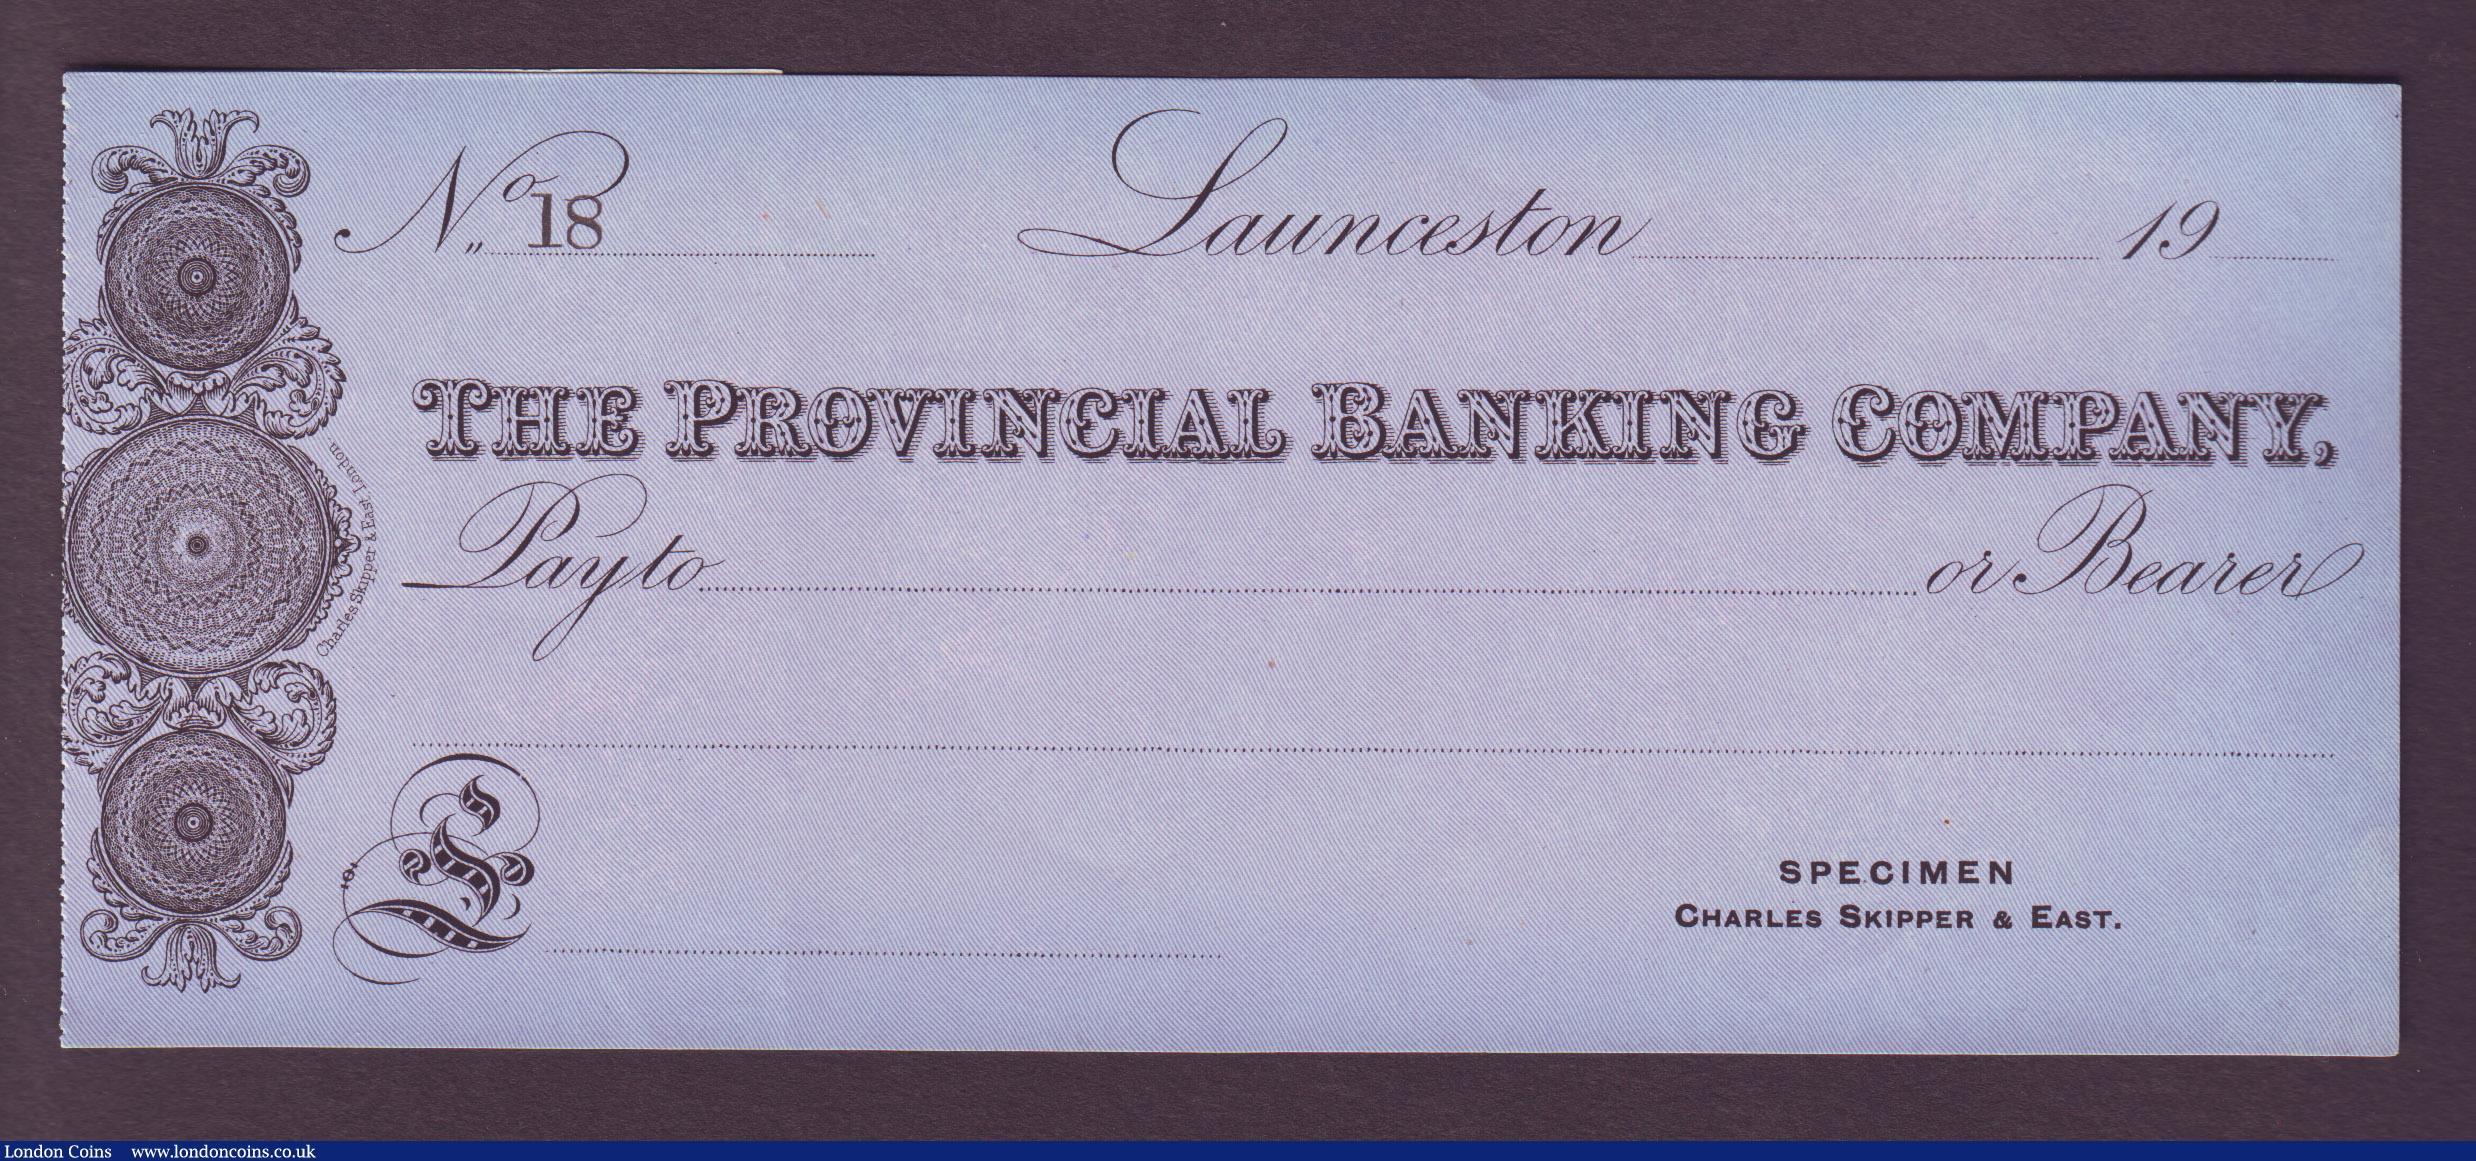 No 18 Launceston 19
THE PROVINCIAL BANKING COMPANY,
Pay to or Bearer
Charles Skipper & East, London
£
SPECIMEN
CHARLES SKIPPER & EAST.
London Coins www.londoncoins.co.uk